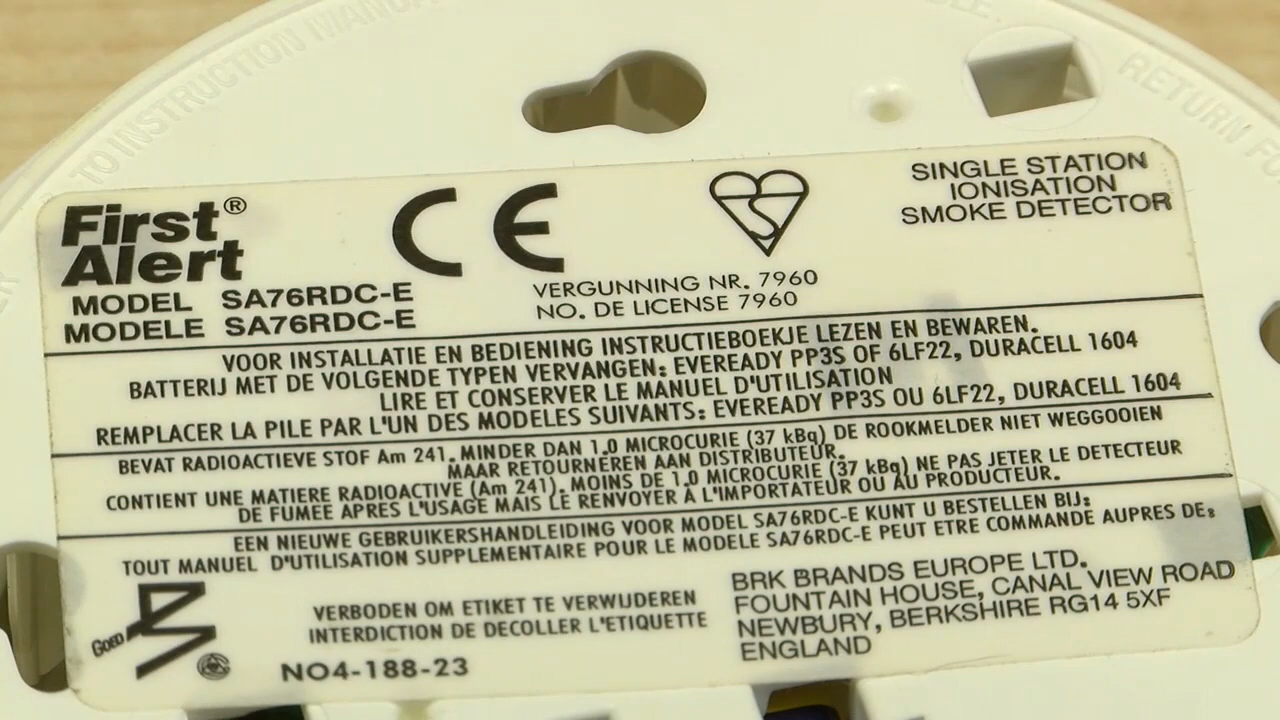 TO INSTRUCTION MANUAL
RETURN FO
First
Alert®
MODEL SA76RDC-E
MODELE SA76RDC-E
CE
VERGUNNING NR. 7960
NO. DE LICENSE 7960
SINGLE STATION
IONISATION
SMOKE DETECTOR
VOOR INSTALLATIE EN BEDIENING INSTRUCTIEBOEKJE LEZEN EN BEWAREN.
BATTERIJ MET DE VOLGENDE TYPEN VERVANGEN: EVEREADY PP3S OF 6LF22, DURACELL 1604
LIRE ET CONSERVER LE MANUEL D'UTILISATION
REMPLACER LA PILE PAR L'UN DES MODELES SUIVANTS: EVEREADY PP3S OU 6LF22, DURACELL 1604
BEVAT RADIOACTIEVE STOF Am 241. MINDER DAN 1.0 MICROCURIE (37 kBq) DE ROOKMELDER NIET WEGGOOIEN
MAAR RETOURNEREN AAN DISTRIBUTEUR.
CONTIENT UNE MATIERE RADIOACTIVE (Am 241). MOINS DE 1.0 MICROCURIE (37 kBq) NE PAS JETER LE DETECTEUR
DE FUMEE APRES L'USAGE MAIS LE RENVOYER À L'IMPORTATEUR OU AU PRODUCTEUR.
EEN NIEUWE GEBRUIKERSHANDLEIDING VOOR MODEL SA76RDC-E KUNT U BESTELLEN BIJ:
TOUT MANUEL D'UTILISATION SUPPLEMENTAIRE POUR LE MODELE SA76RDC-E PEUT ETRE COMMANDE AUPRES DE:
GOED
VERBODEN OM ETIKET TE VERWIJDEREN
INTERDICTION DE DECOLLER L'ETIQUETTE
NO4-188-23
BRK BRANDS EUROPE LTD.
FOUNTAIN HOUSE, CANAL VIEW ROAD
NEWBURY, BERKSHIRE RG14 5XF
ENGLAND